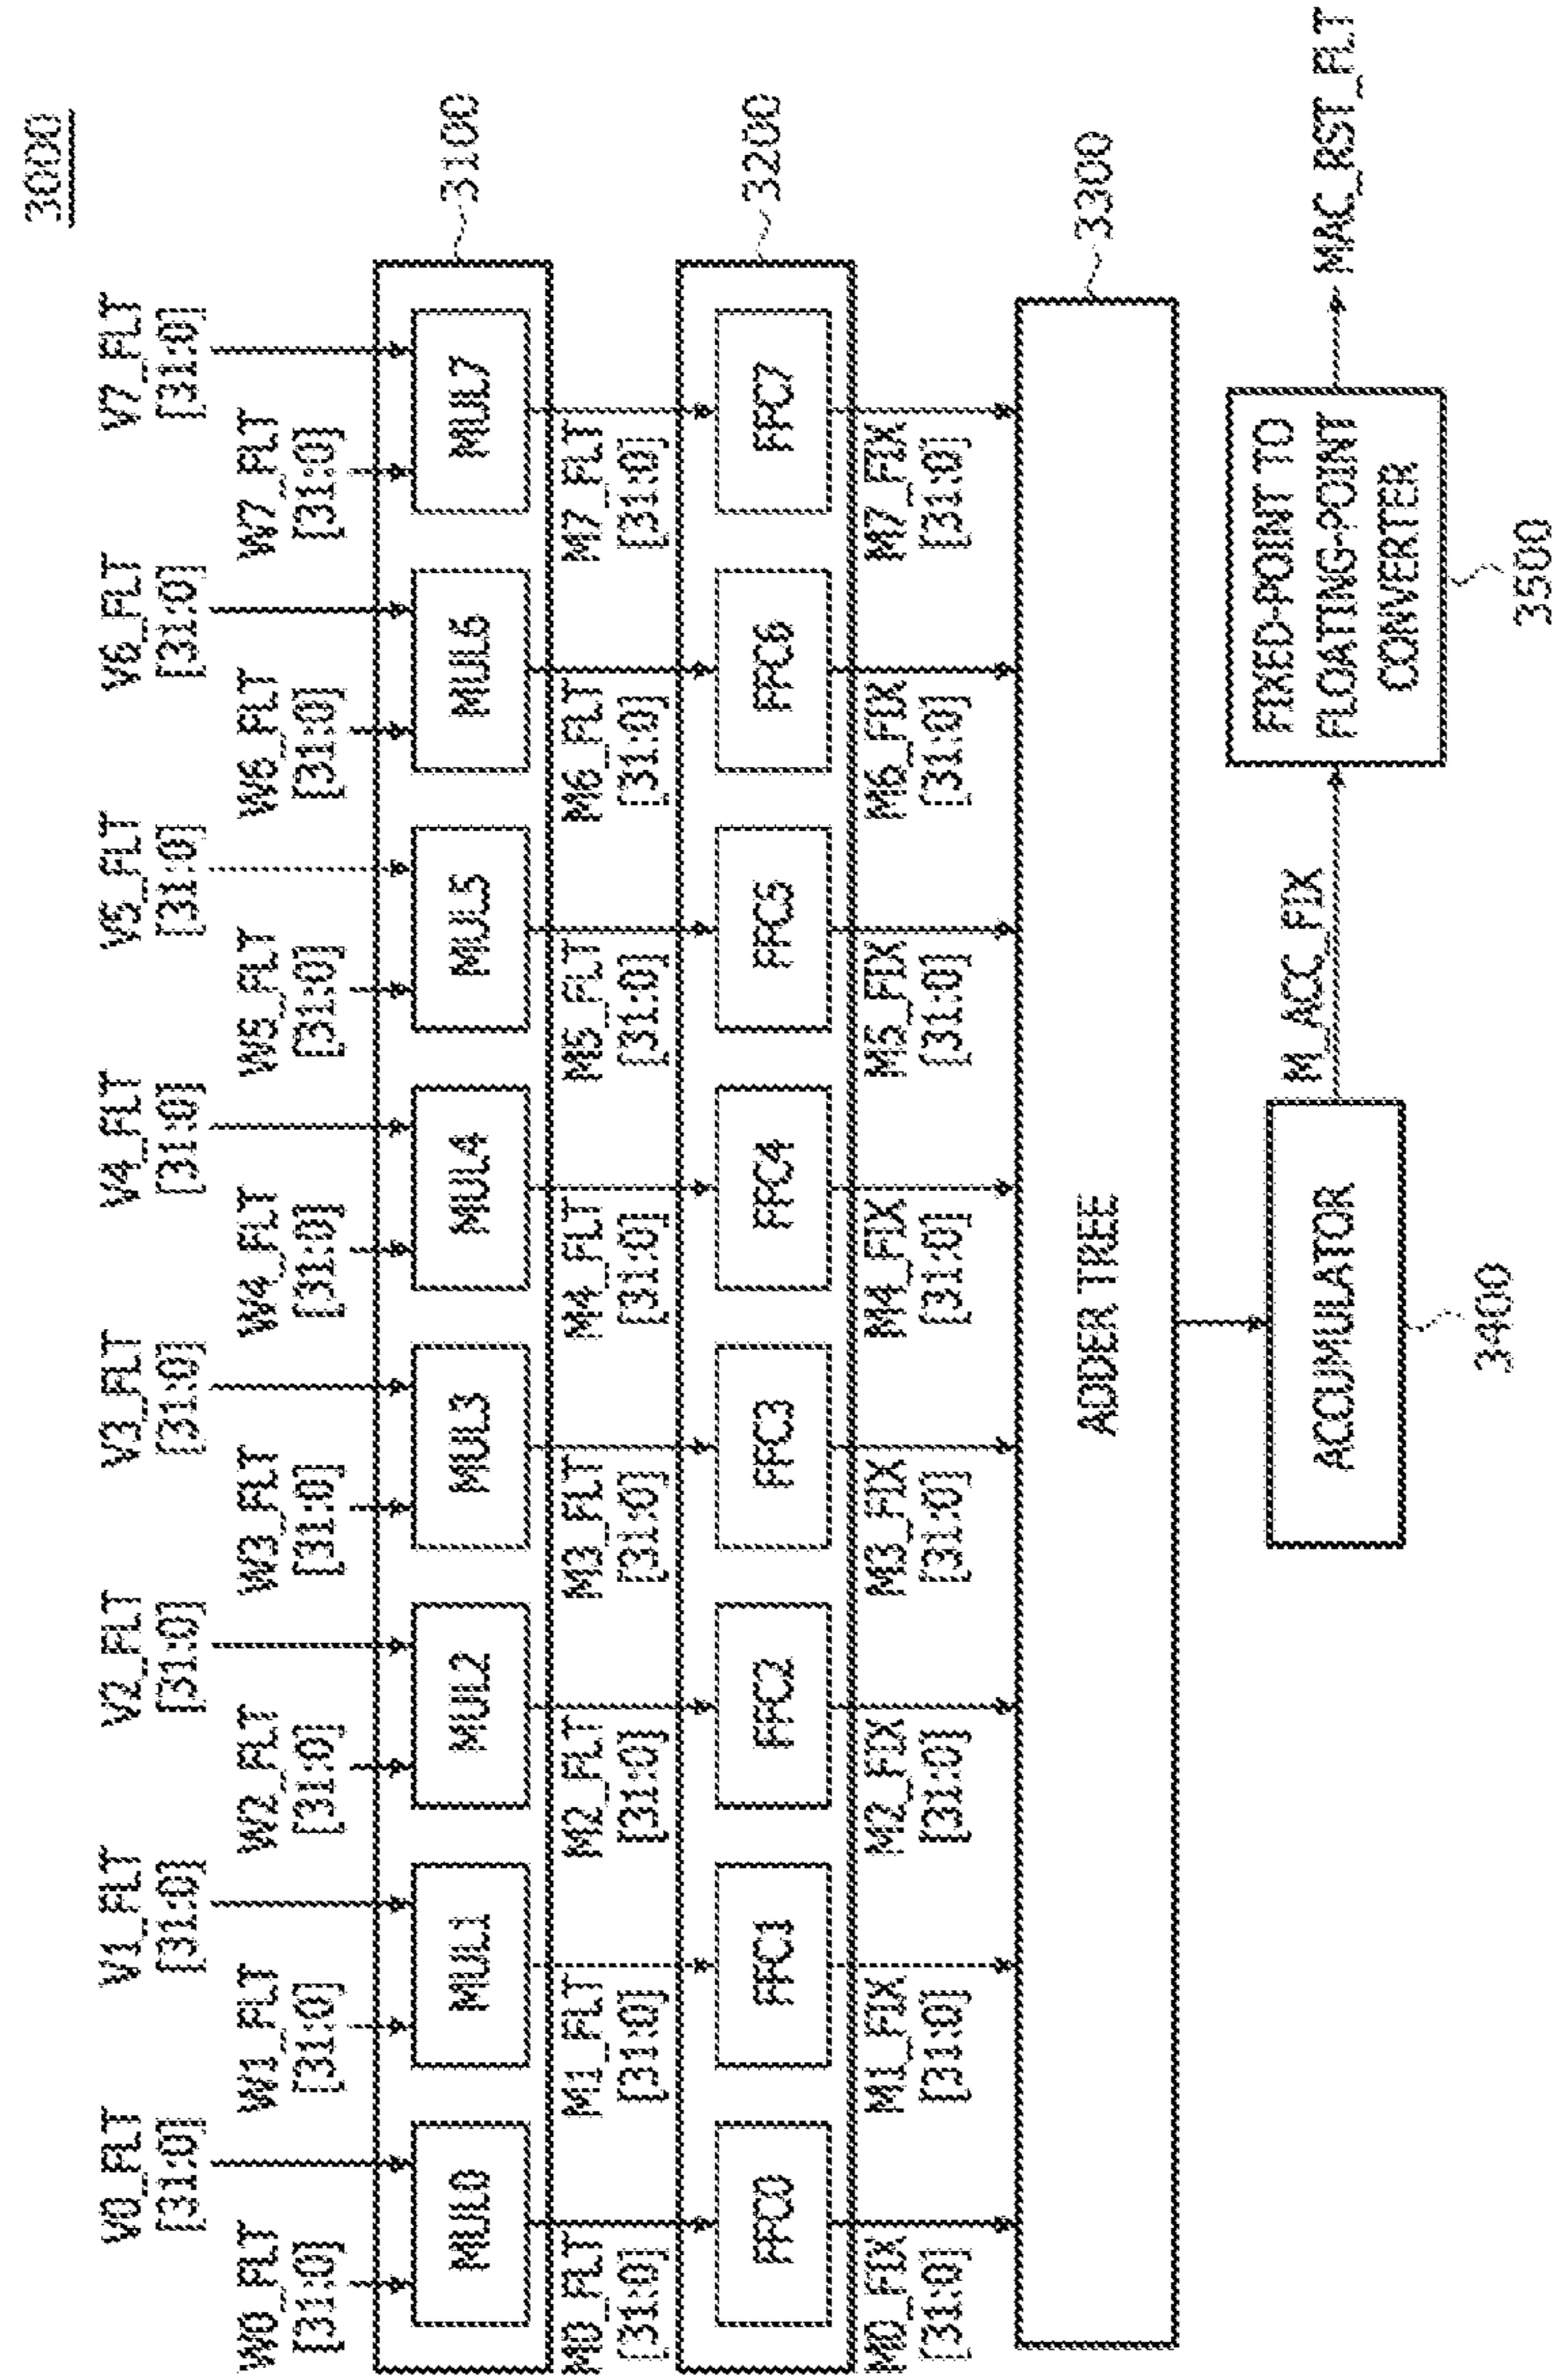 3000
V0_FLT
[31:0]
V1_FLT
[31:0]
V2_FLT
[31:0]
V3_FLT
[31:0]
V4_FLT
[31:0]
V5_FLT
[31:0]
V6_FLT
[31:0]
V7_FLT
[31:0]
W0_FLT
[31:0]
W1_FLT
[31:0]
W2_FLT
[31:0]
W3_FLT
[31:0]
W4_FLT
[31:0]
W5_FLT
[31:0]
W6_FLT
[31:0]
W7_FLT
[31:0]
MUL0
MUL1
MUL2
MUL3
MUL4
MUL5
MUL6
MUL7
3100
M0_FLT
[31:0]
M1_FLT
[31:0]
M2_FLT
[31:0]
M3_FLT
[31:0]
M4_FLT
[31:0]
M5_FLT
[31:0]
M6_FLT
[31:0]
M7_FLT
[31:0]
FFC0
FFC1
FFC2
FFC3
FFC4
FFC5
FFC6
FFC7
3200
M0_FIX
[31:0]
M1_FIX
[31:0]
M2_FIX
[31:0]
M3_FIX
[31:0]
M4_FIX
[31:0]
M5_FIX
[31:0]
M6_FIX
[31:0]
M7_FIX
[31:0]
ADDER TREE
3300
ACCUMULATOR
3400
M_ACC_FIX
FIXED-POINT TO
FLOATING-POINT
CONVERTER
3500
MAC_RST_FLT